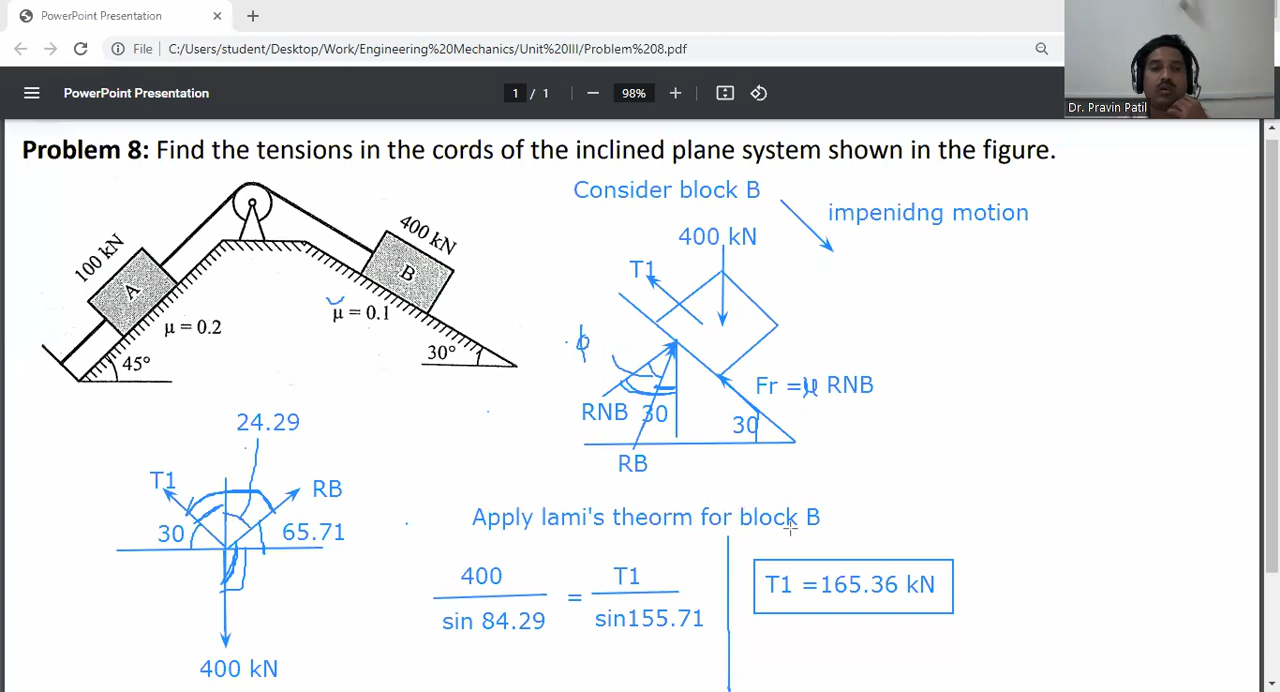 PowerPoint Presentation
File C:/Users/student/Desktop/Work/Engineering%20Mechanics/Unit%20III/Problem%208.pdf
PowerPoint Presentation
1 / 1
98%
Dr. Pravin Patil
Problem 8: Find the tensions in the cords of the inclined plane system shown in the figure.
100 kN
A
μ = 0.2
45°
400 kN
B
μ = 0.1
30°
Consider block B
impenidng motion
400 kN
T1
ϕ
RNB
30
RB
Fr =μ RNB
30
24.29
T1
RB
30
65.71
400 kN
Apply lami's theorm for block B
400
sin 84.29
=
T1
sin155.71
T1 =165.36 kN